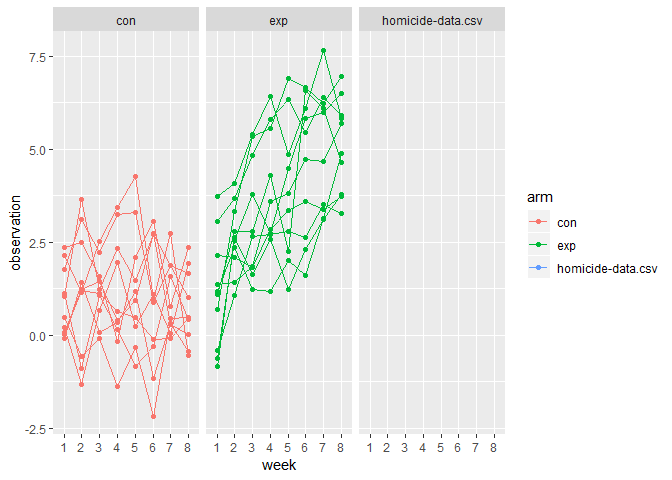 con exp homicide-data.csv
7.5
5.0
2.5
0.0
-2.5
observation
1 2 3 4 5 6 7 8 1 2 3 4 5 6 7 8 1 2 3 4 5 6 7 8
week
arm
con
exp
homicide-data.csv